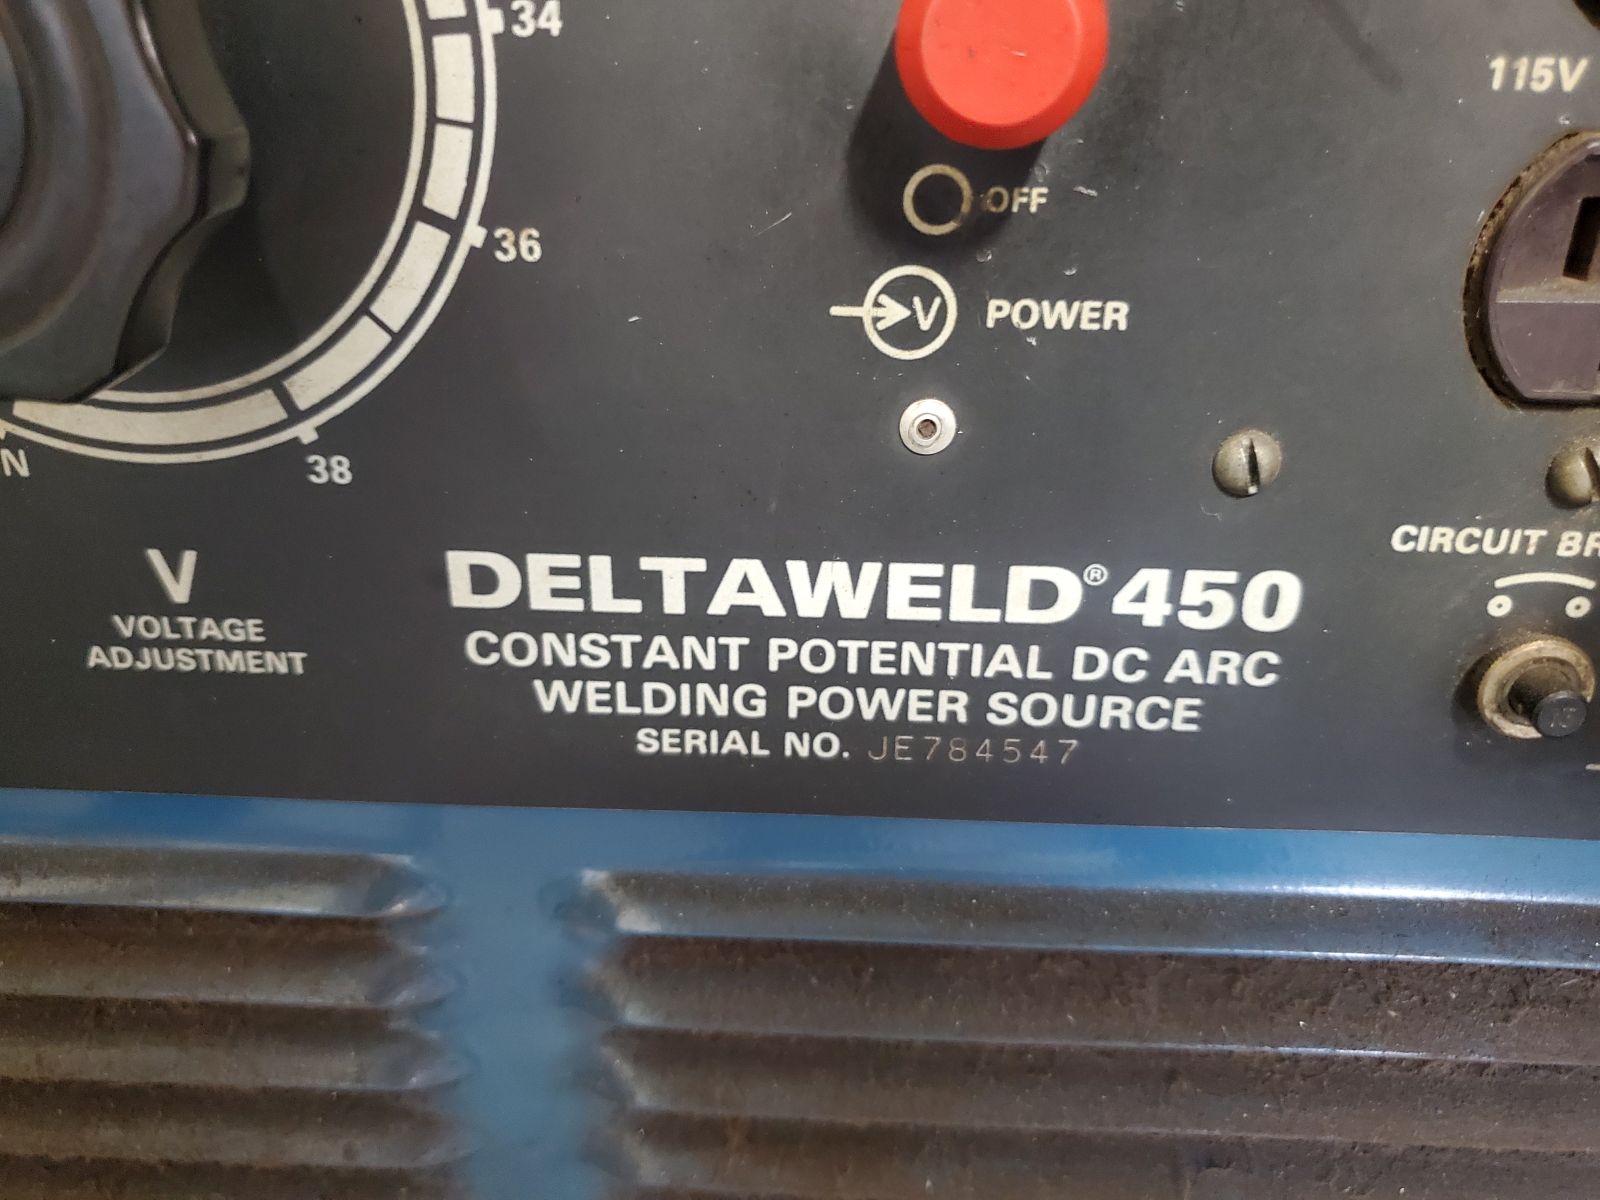 34
115V
OFF
36
V POWER
38
N
CIRCUIT
V
VOLTAGE
ADJUSTMENT
DELTAWELD® 450
CONSTANT POTENTIAL DC ARC
WELDING POWER SOURCE
SERIAL NO. JE784547
15